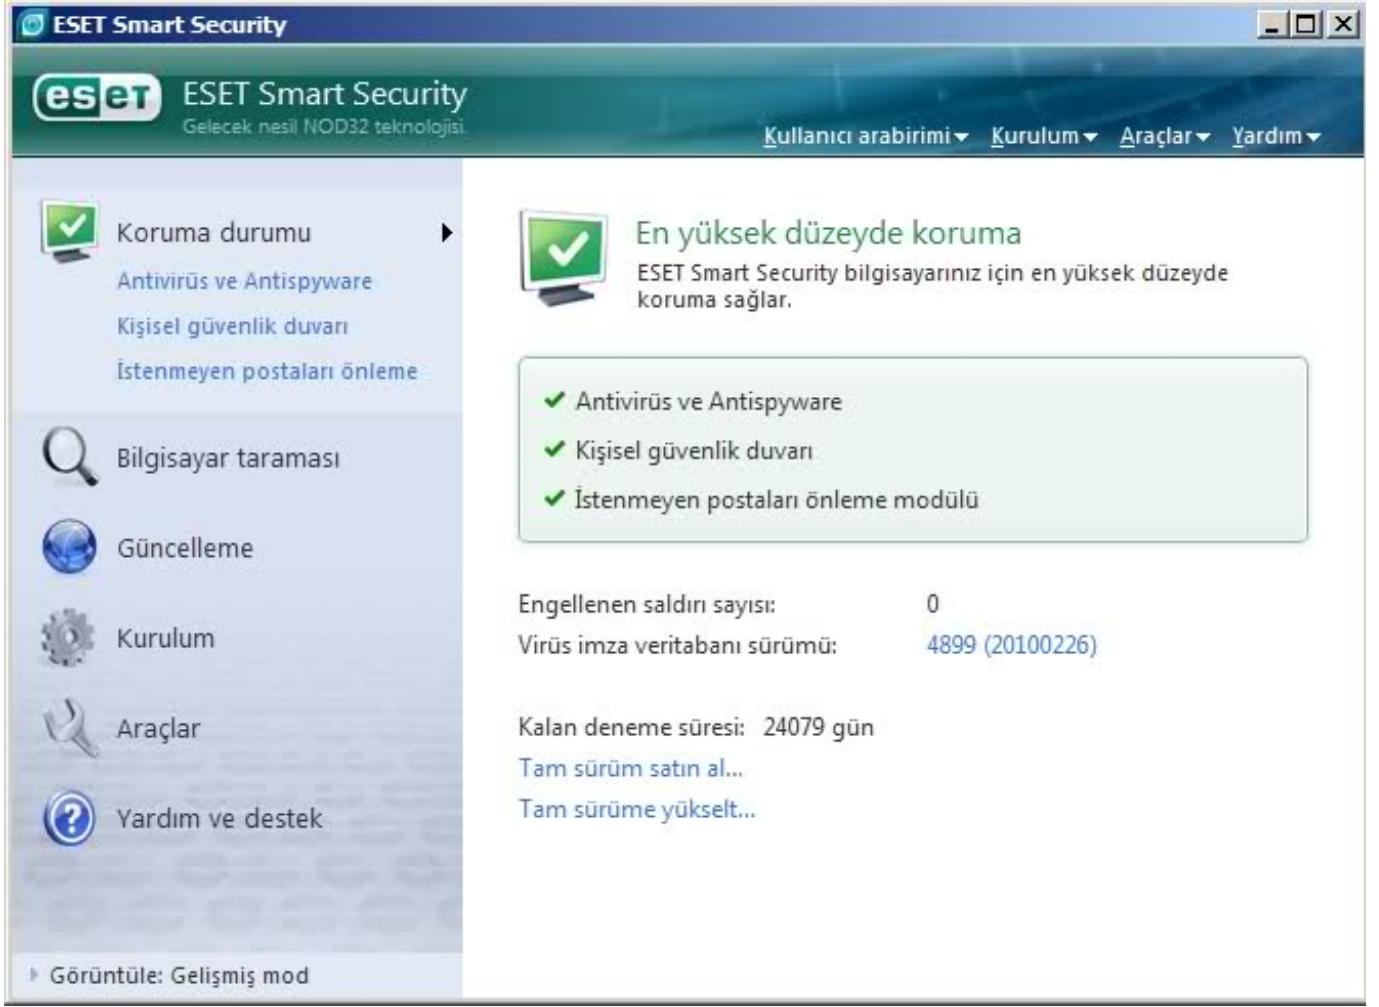 ESET Smart Security
eseT
ESET Smart Security
Gelecek nesil NOD32 teknolojisi
Kullanıcı arabirimi Kurulum Araçlar Yardım
Koruma durumu
Antivirüs ve Antispyware
Kişisel güvenlik duvarı
İstenmeyen postaları önleme
Bilgisayar taraması
Güncelleme
Kurulum
Araçlar
Yardım ve destek
Görüntüle: Gelişmiş mod
En yüksek düzeyde koruma
ESET Smart Security bilgisayarınız için en yüksek düzeyde
koruma sağlar.
Antivirüs ve Antispyware
Kişisel güvenlik duvarı
İstenmeyen postaları önleme modülü
Engellenen saldırı sayısı: 0
Virüs imza veritabanı sürümü: 4899 (20100226)
Kalan deneme süresi: 24079 gün
Tam sürüm satın al...
Tam sürüme yükselt...